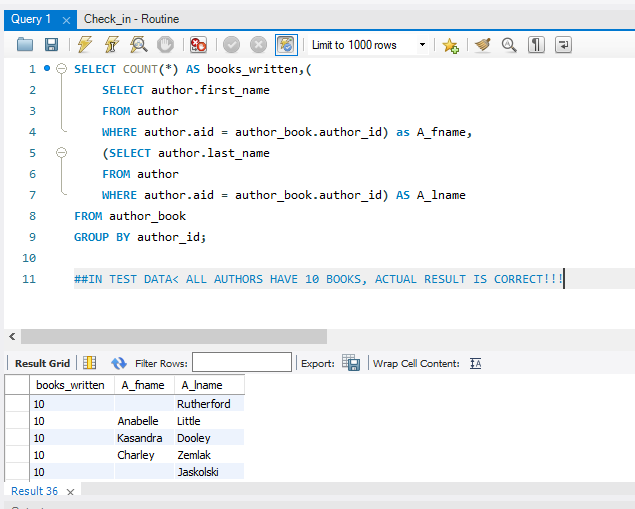 Query 1
Check_in - Routine
Limit to 1000 rows
1 SELECT COUNT(*) AS books_written,(
2 SELECT author.first_name
3 FROM author
4 WHERE author.aid = author_book.author_id) as A_fname,
5 (SELECT author.last_name
6 FROM author
7 WHERE author.aid = author_book.author_id) AS A_lname
8 FROM author_book
9 GROUP BY author_id;
10
11 ##IN TEST DATA< ALL AUTHORS HAVE 10 BOOKS, ACTUAL RESULT IS CORRECT!!!
Result Grid Filter Rows: Export: Wrap Cell Content:
books_written A_fname A_lname
10 Rutherford
10 Anabelle Little
10 Kasandra Dooley
10 Charley Zemlak
10 Jaskolski
Result 36